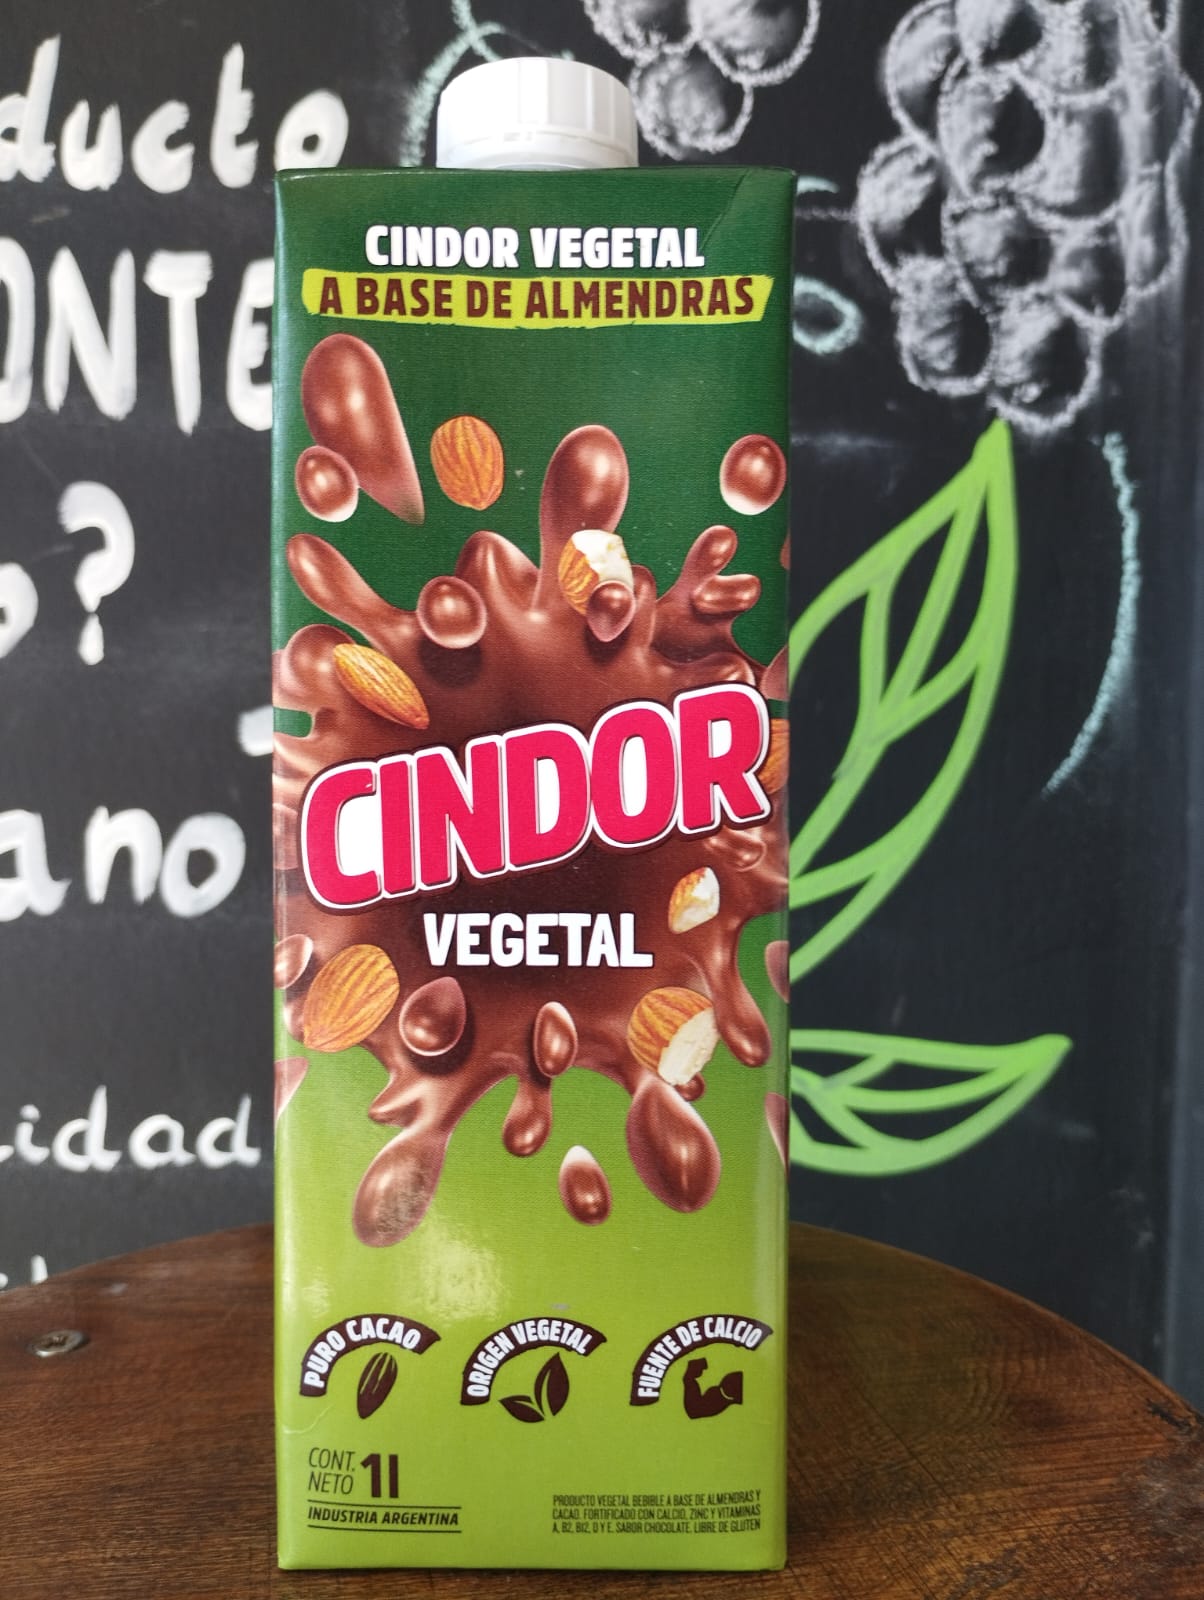 ducto
ONTE
o?
ano
lidad
CINDOR VEGETAL
A BASE DE ALMENDRAS
CINDOR
VEGETAL
PURO CACAO
ORIGEN VEGETAL
FUENTE DE CALCIO
CONT.
NETO 1l
INDUSTRIA ARGENTINA
PRODUCTO VEGETAL BEBIBLE A BASE DE ALMENDRAS Y
CACAO. FORTIFICADO CON CALCIO, ZINC Y VITAMINAS
A, B2, B12, D Y E. SABOR CHOCOLATE. LIBRE DE GLUTEN